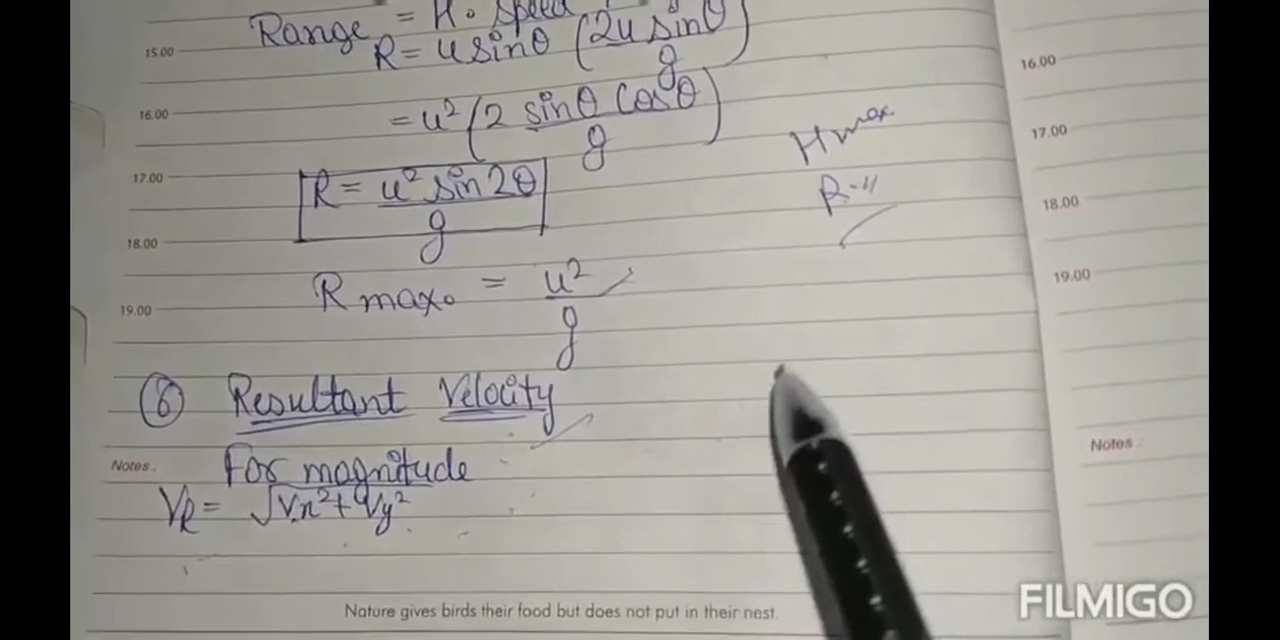 Range = H. Speed
15.00
R = u sinθ (2u sinθ / g)
16.00
= u² (2 sinθ cosθ / g)
17.00
R = u² sin2θ / g
18.00
R max. = u² / g
19.00
⑥ Resultant Velocity
Notes.
For magnitude
VR = √Vx² + Vy²
Nature gives birds their food but does not put in their nest.
H max
R-"
16.00
17.00
18.00
19.00
Notes.
FILMIGO